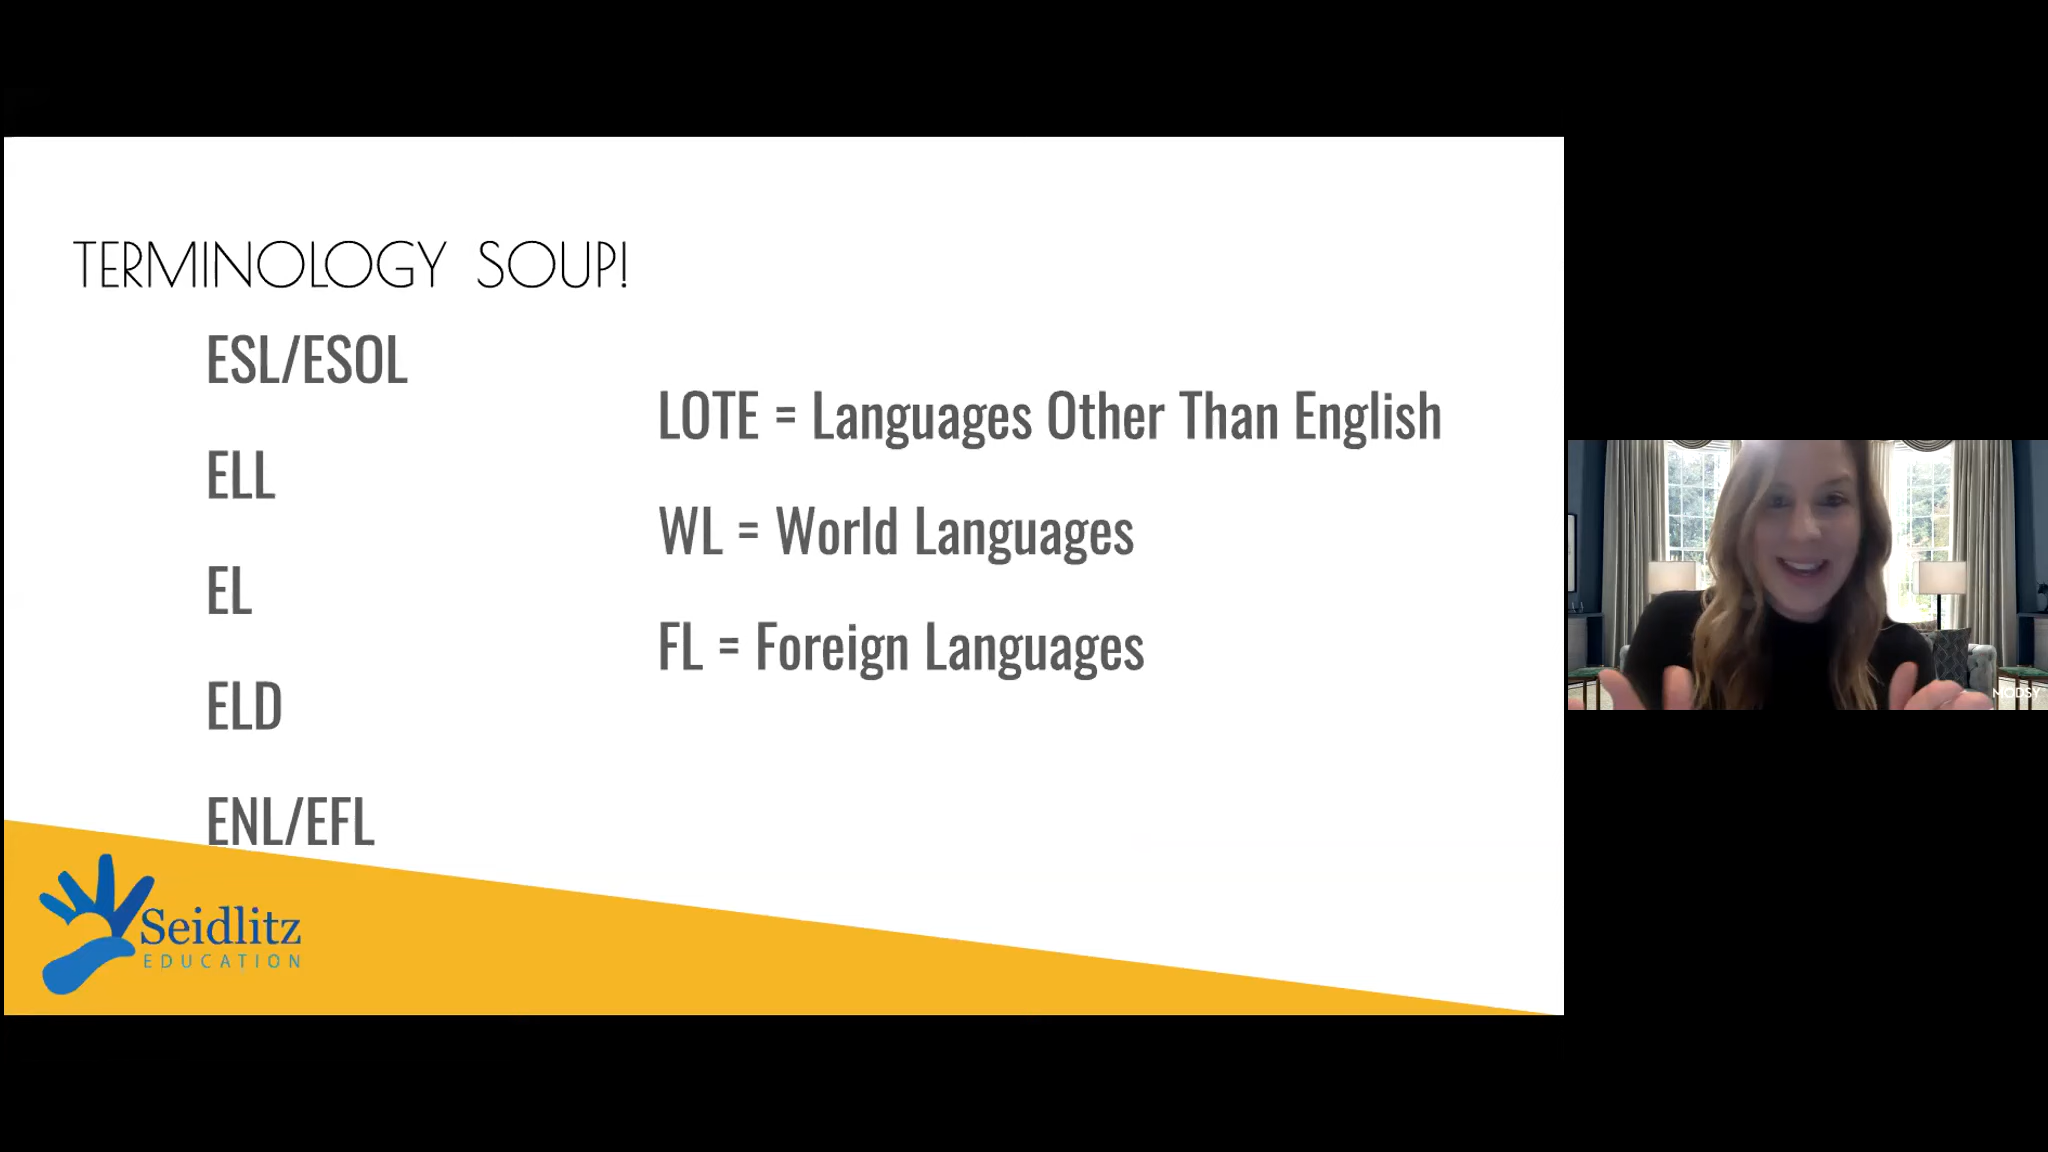 TERMINOLOGY SOUP!
ESL/ESOL
ELL
EL
ELD
ENL/EFL
LOTE = Languages Other Than English
WL = World Languages
FL = Foreign Languages
Seidlitz
EDUCATION
MODSY